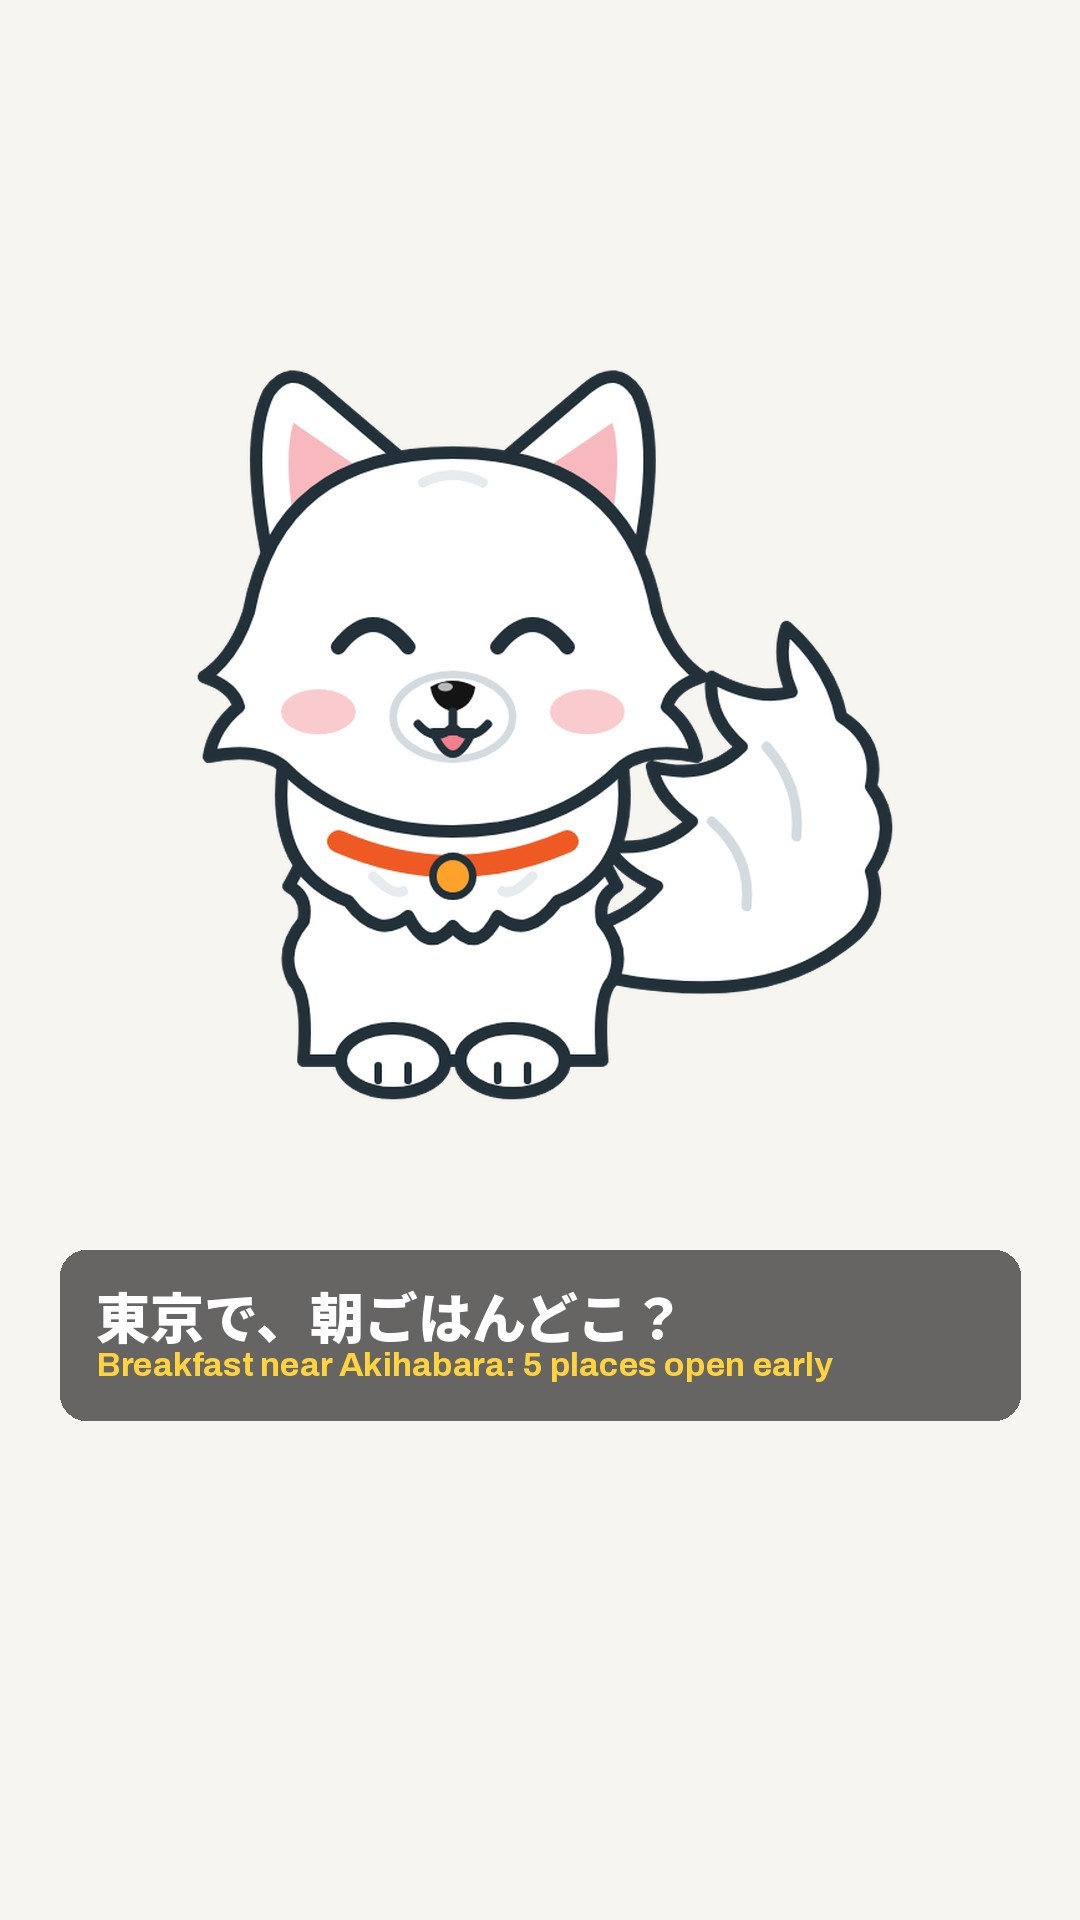 東京で、朝ごはんどこ？
Breakfast near Akihabara: 5 places open early